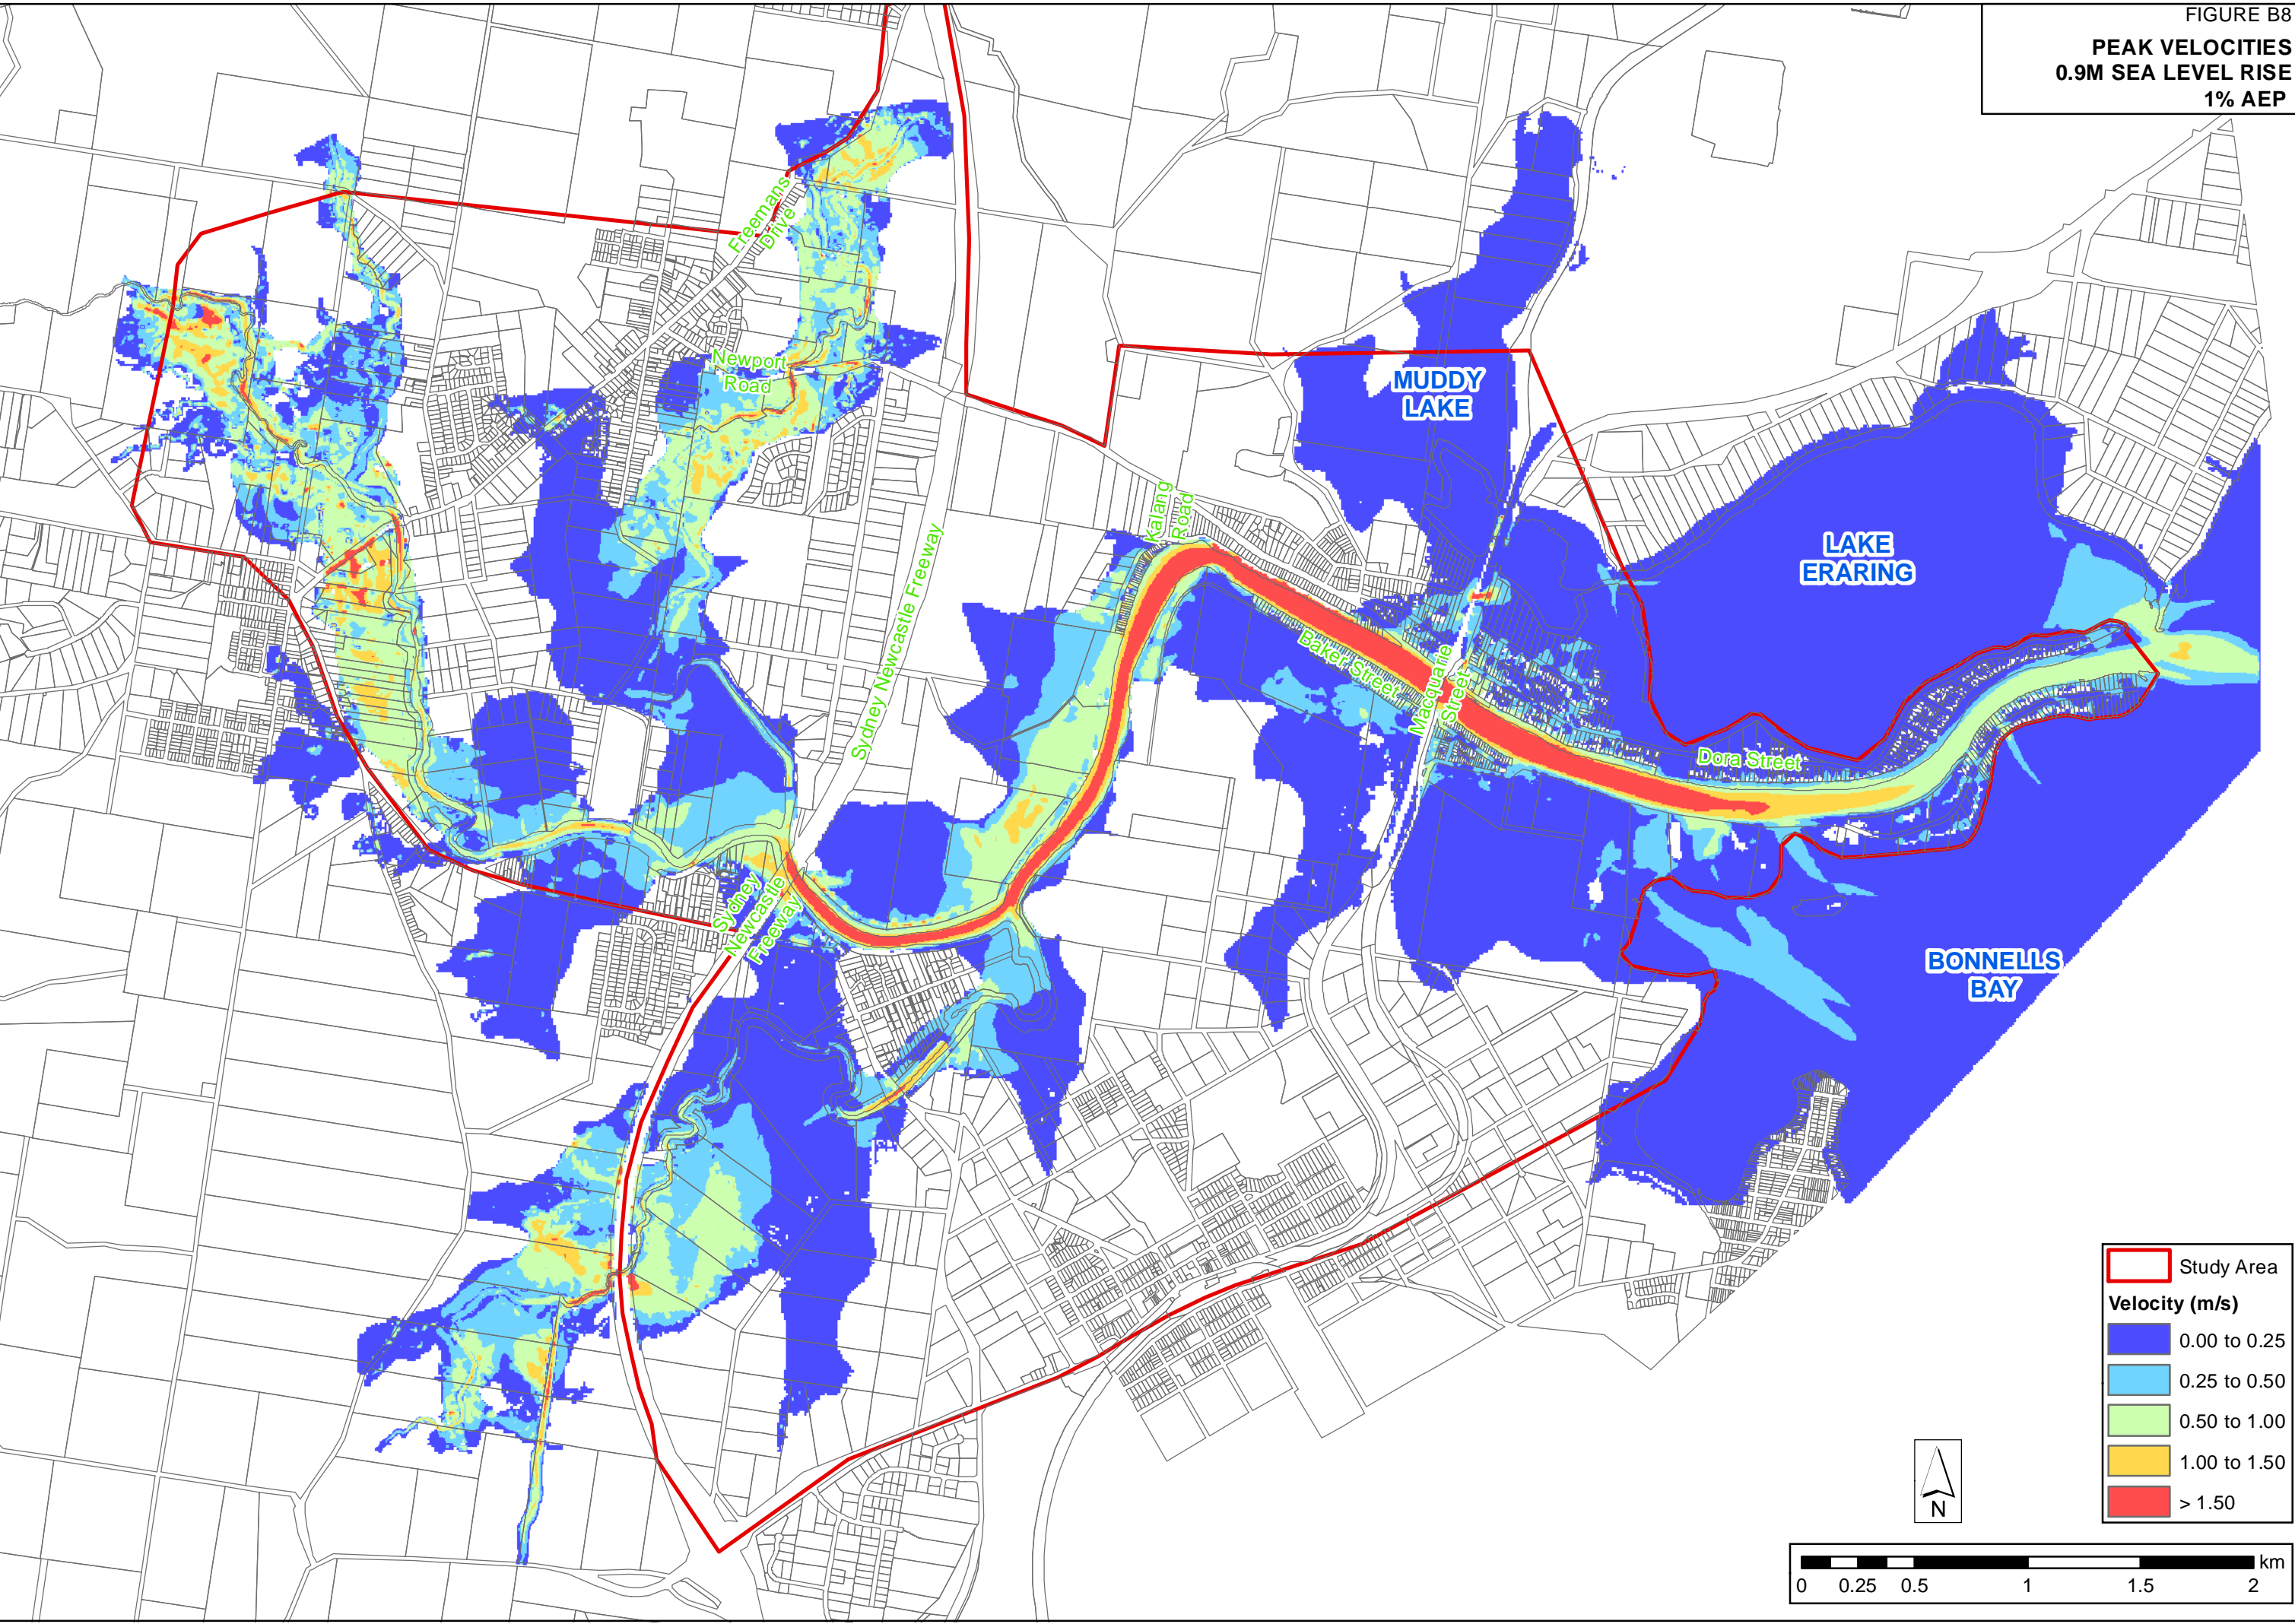 FIGURE B8
PEAK VELOCITIES
0.9M SEA LEVEL RISE
1% AEP
Freemans
Drive
Newport
Road
MUDDY
LAKE
Kalang
Road
Sydney Newcastle Freeway
LAKE
ERARING
Baker Street
Macquarie
Street
Dora Street
Sydney
Newcastle
Freeway
BONNELLS
BAY
Study Area
Velocity (m/s)
0.00 to 0.25
0.25 to 0.50
0.50 to 1.00
1.00 to 1.50
> 1.50
N
km
0 0.25 0.5 1 1.5 2